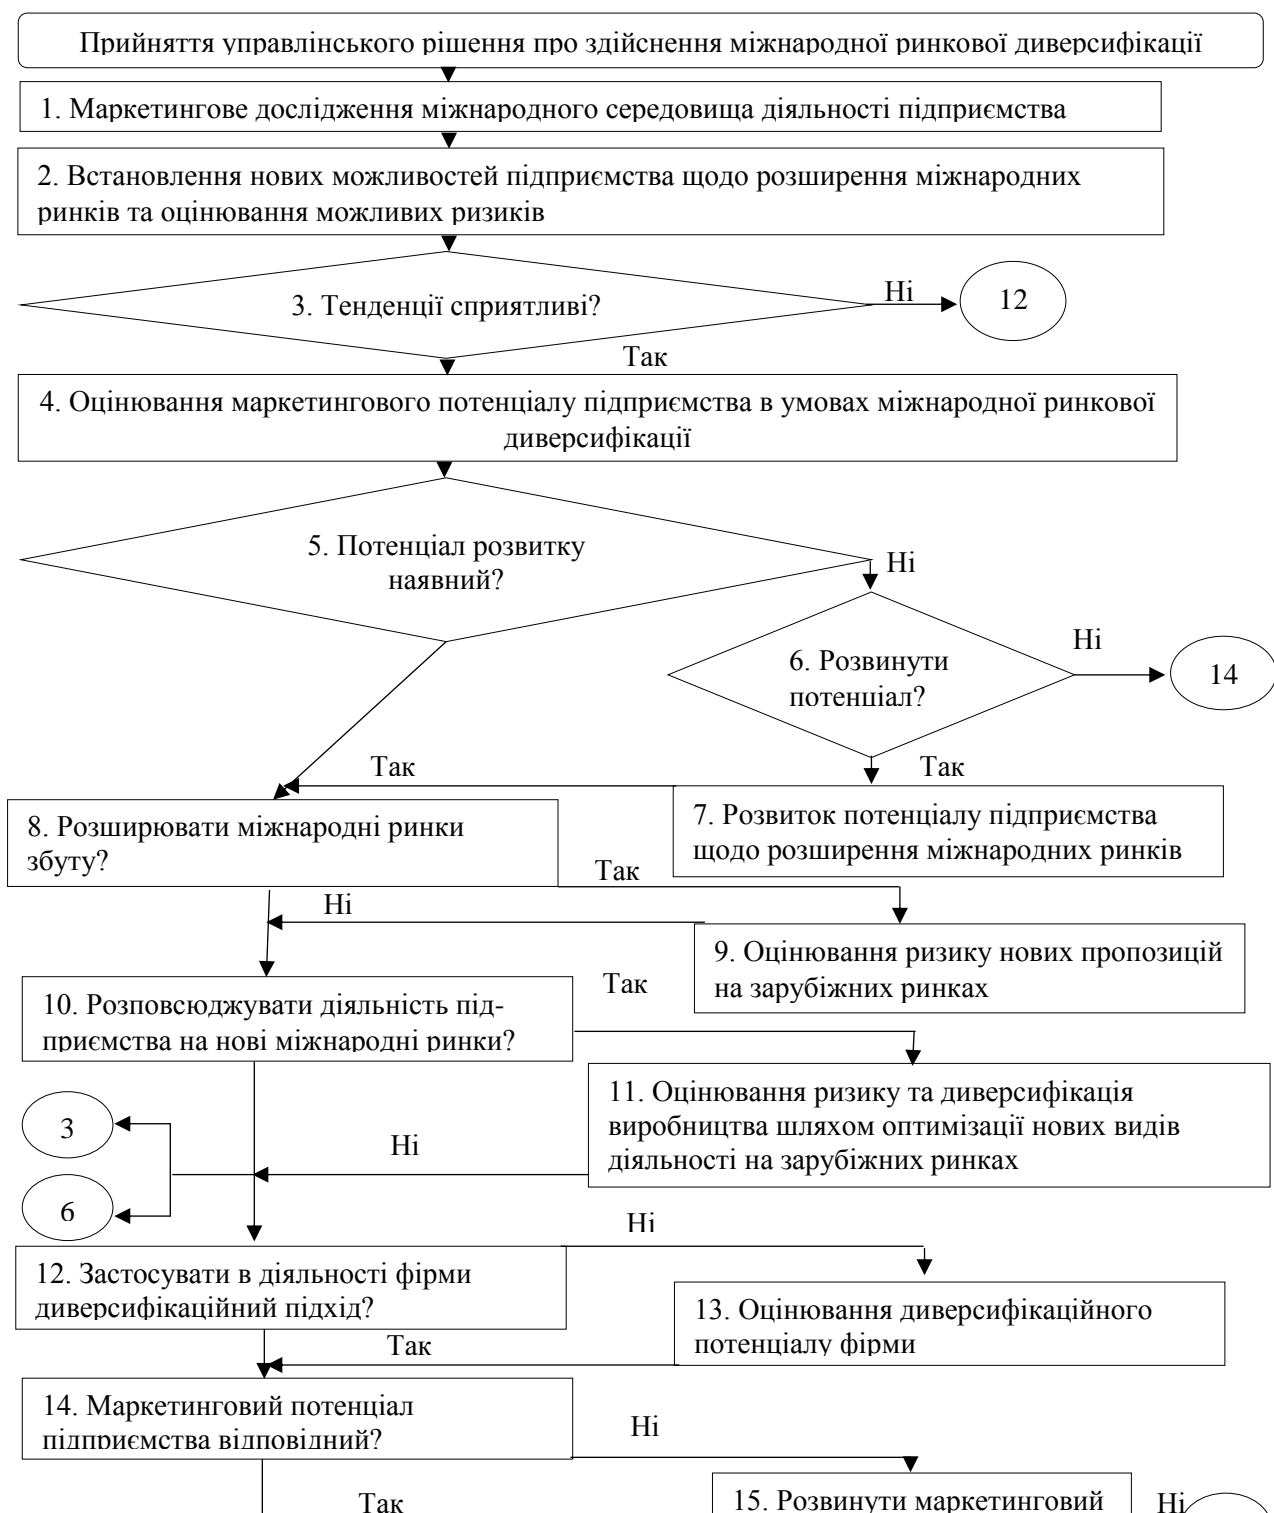 Прийняття управлінського рішення про здійснення міжнародної ринкової диверсифікації
1. Маркетингове дослідження міжнародного середовища діяльності підприємства
2. Встановлення нових можливостей підприємства щодо розширення міжнародних
ринків та оцінювання можливих ризиків
3. Тенденції сприятливі?
Ні
12
Так
4. Оцінювання маркетингового потенціалу підприємства в умовах міжнародної ринкової
диверсифікації
5. Потенціал розвитку
наявний?
Ні
6. Розвинути
потенціал?
Ні
14
Так
Так
8. Розширювати міжнародні ринки
збуту?
7. Розвиток потенціалу підприємства
щодо розширення міжнародних ринків
Так
Ні
9. Оцінювання ризику нових пропозицій
на зарубіжних ринках
Так
10. Розповсюджувати діяльність під-
приємства на нові міжнародні ринки?
11. Оцінювання ризику та диверсифікація
виробництва шляхом оптимізації нових видів
діяльності на зарубіжних ринках
3
Ні
6
Ні
12. Застосувати в діяльності фірми
диверсифікаційний підхід?
13. Оцінювання диверсифікаційного
потенціалу фірми
Так
14. Маркетинговий потенціал
підприємства відповідний?
Ні
Так
15. Розвинути маркетинговий
Ні